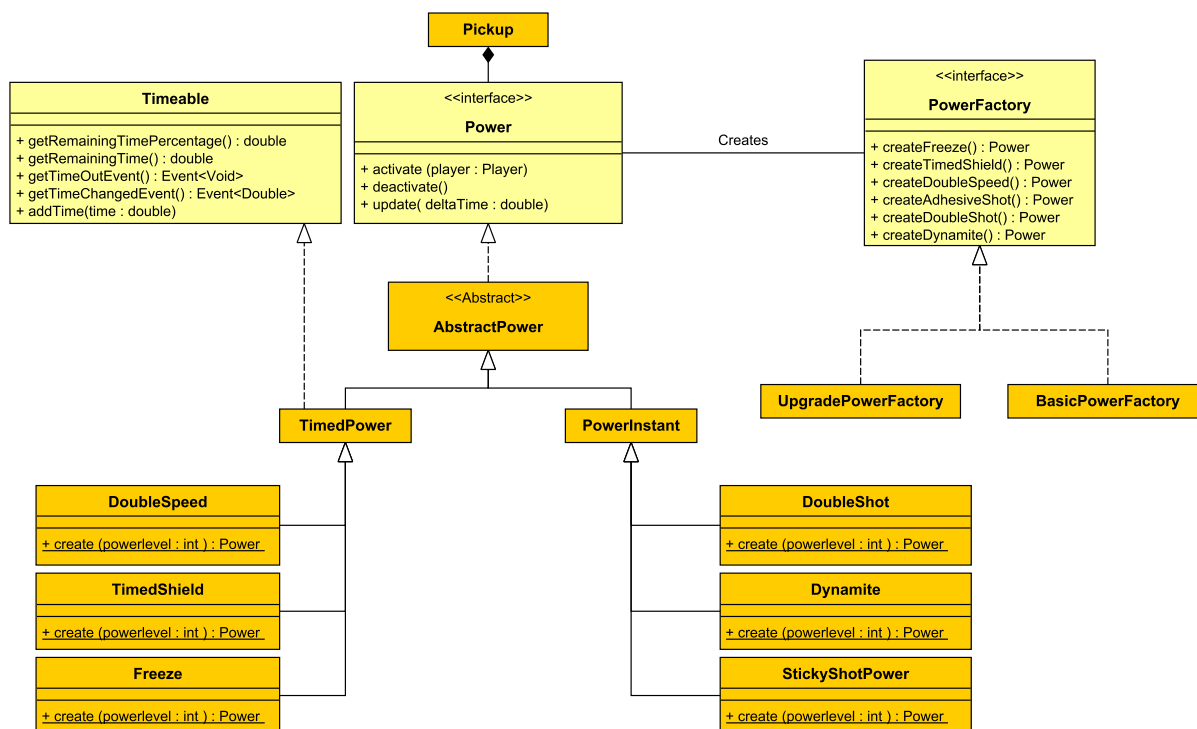 Pickup
Timeable
+ getRemainingTimePercentage() : double
+ getRemainingTime() : double
+ getTimeOutEvent() : Event<Void>
+ getTimeChangedEvent() : Event<Double>
+ addTime(time : double)
<<interface>>
Power
+ activate (player : Player)
+ deactivate()
+ update( deltaTime : double)
Creates
<<interface>>
PowerFactory
+ createFreeze() : Power
+ createTimedShield() : Power
+ createDoubleSpeed() : Power
+ createAdhesiveShot() : Power
+ createDoubleShot() : Power
+ createDynamite() : Power
<<Abstract>>
AbstractPower
UpgradePowerFactory
BasicPowerFactory
TimedPower
PowerInstant
DoubleSpeed
+ create (powerlevel : int ) : Power
TimedShield
+ create (powerlevel : int ) : Power
Freeze
+ create (powerlevel : int ) : Power
DoubleShot
+ create (powerlevel : int ) : Power
Dynamite
+ create (powerlevel : int ) : Power
StickyShotPower
+ create (powerlevel : int ) : Power